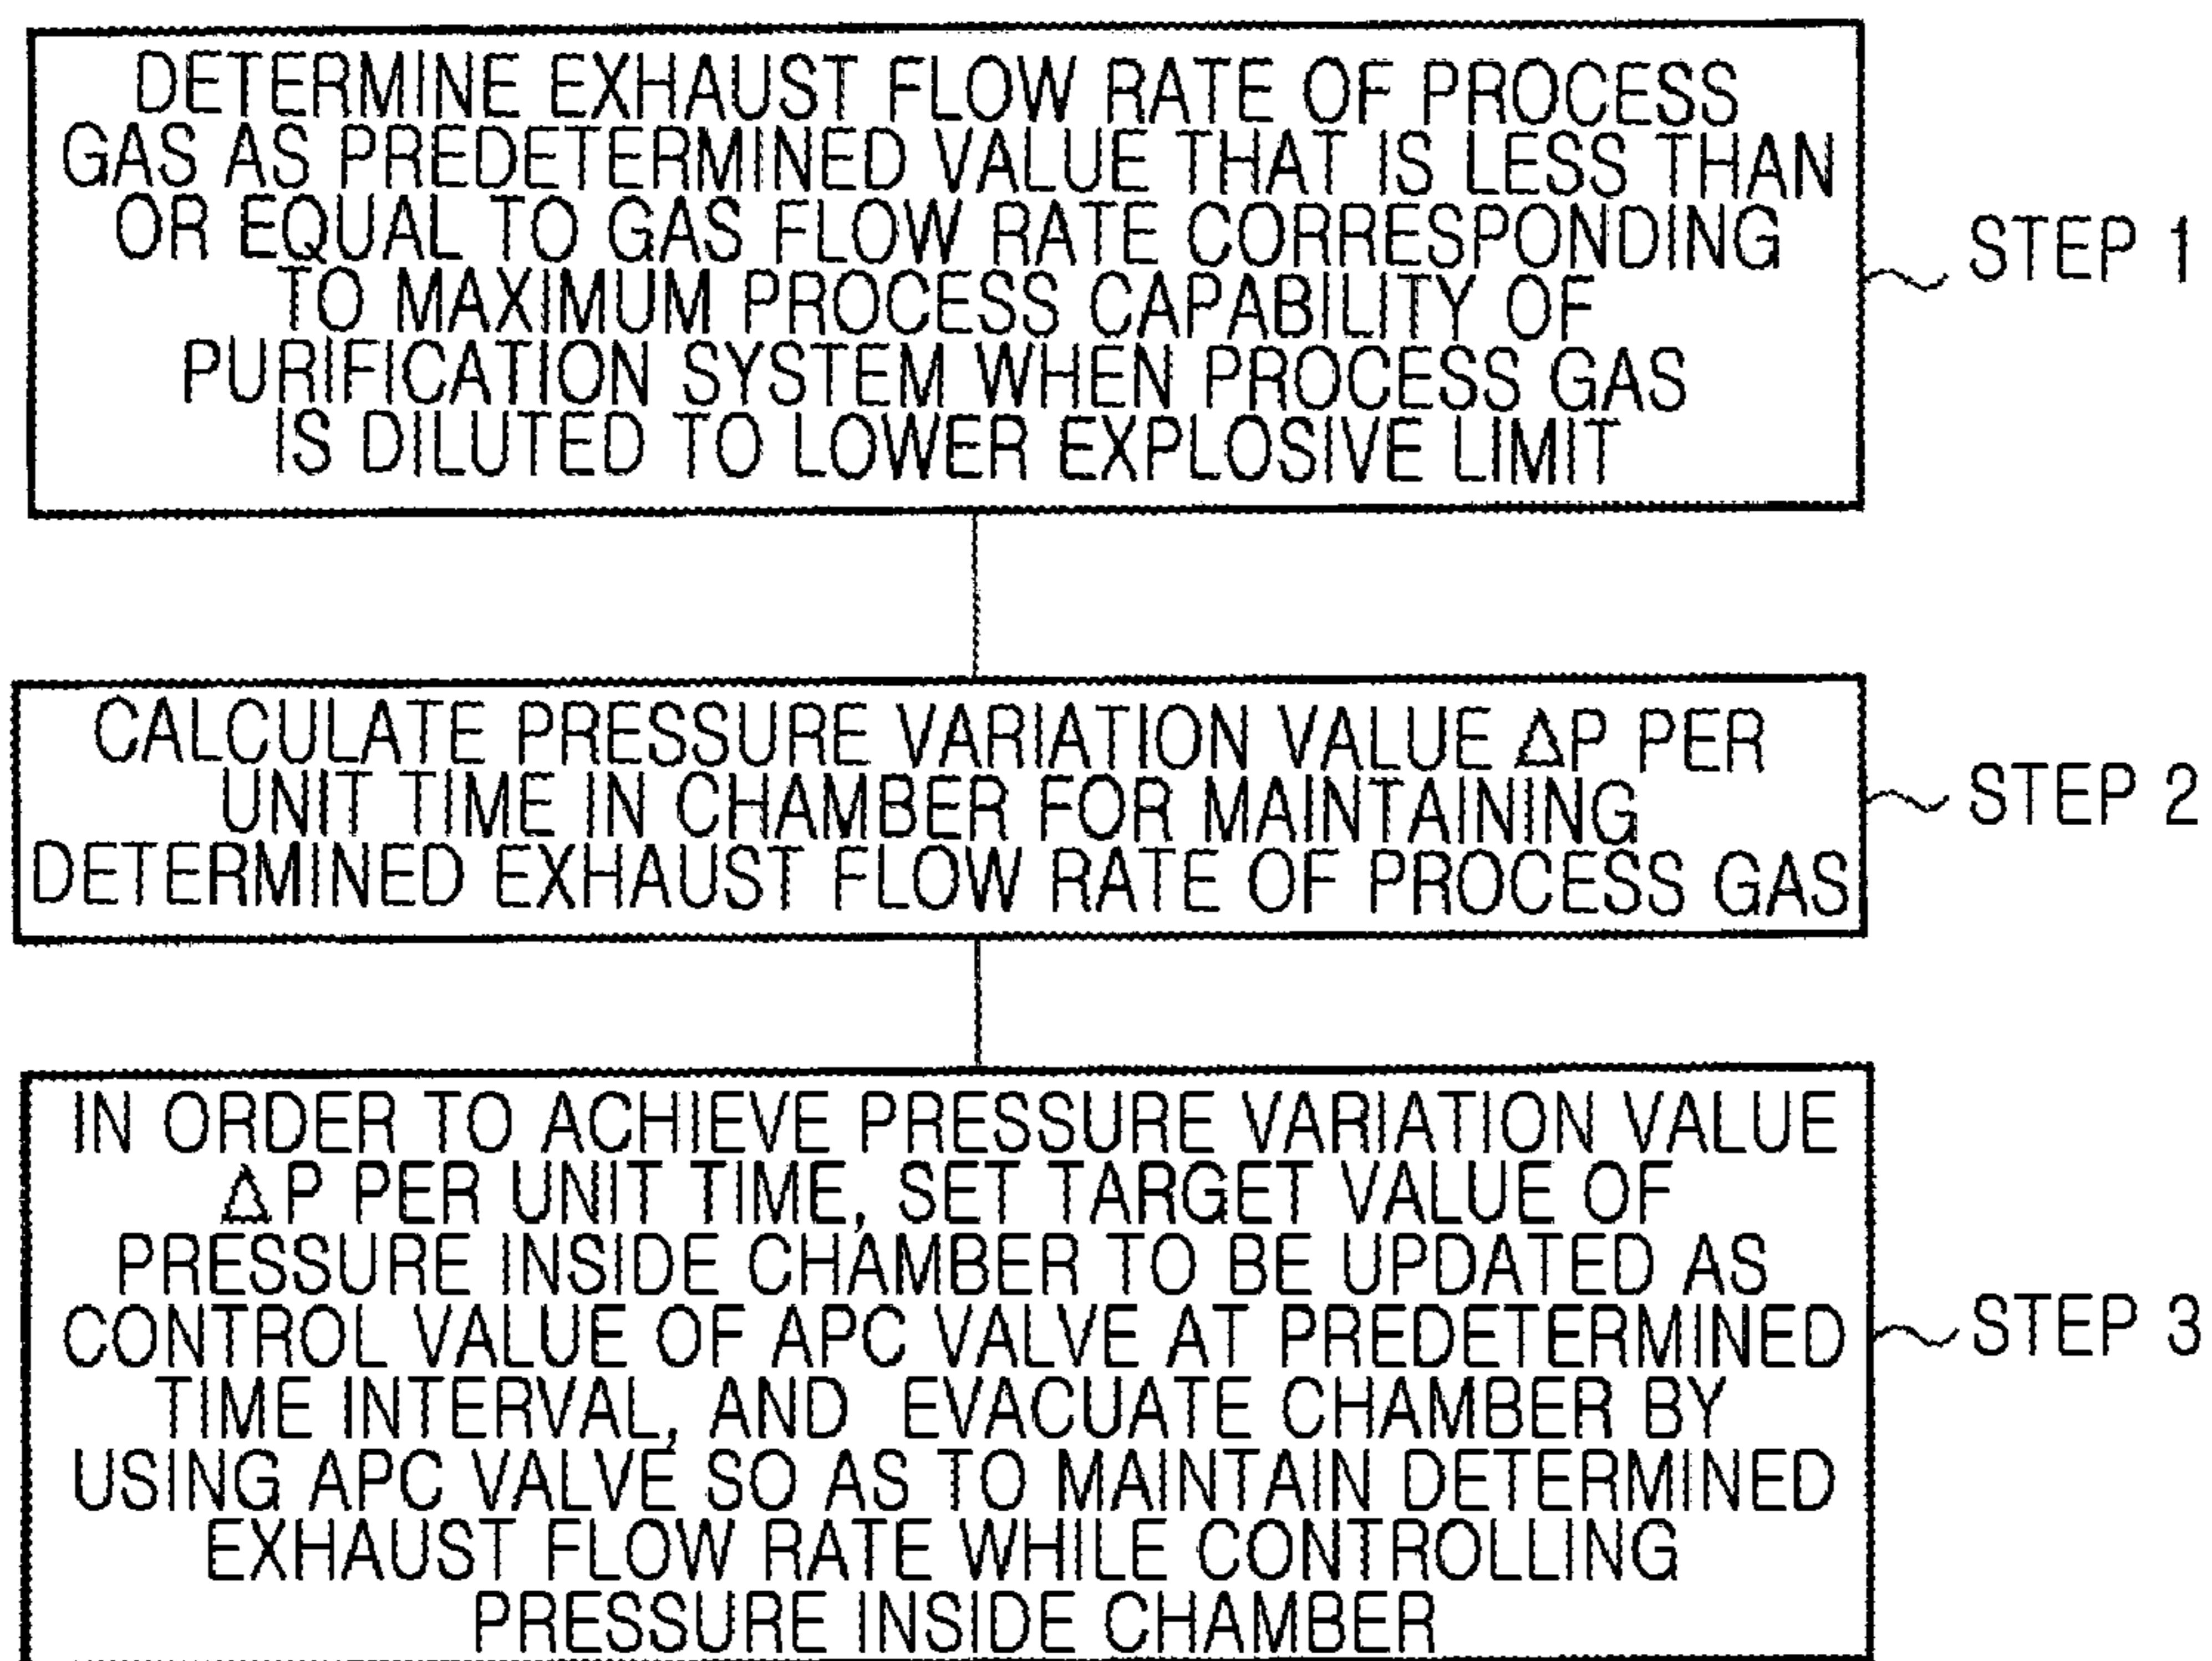 DETERMINE EXHAUST FLOW RATE OF PROCESS
GAS AS PREDETERMINED VALUE THAT IS LESS THAN
OR EQUAL TO GAS FLOW RATE CORRESPONDING
TO MAXIMUM PROCESS CAPABILITY OF
PURIFICATION SYSTEM WHEN PROCESS GAS
IS DILUTED TO LOWER EXPLOSIVE LIMIT
STEP 1
CALCULATE PRESSURE VARIATION VALUE ΔP PER
UNIT TIME IN CHAMBER FOR MAINTAINING
DETERMINED EXHAUST FLOW RATE OF PROCESS GAS
STEP 2
IN ORDER TO ACHIEVE PRESSURE VARIATION VALUE
ΔP PER UNIT TIME, SET TARGET VALUE OF
PRESSURE INSIDE CHAMBER TO BE UPDATED AS
CONTROL VALUE OF APC VALVE AT PREDETERMINED
TIME INTERVAL, AND EVACUATE CHAMBER BY
USING APC VALVE SO AS TO MAINTAIN DETERMINED
EXHAUST FLOW RATE WHILE CONTROLLING
PRESSURE INSIDE CHAMBER
STEP 3